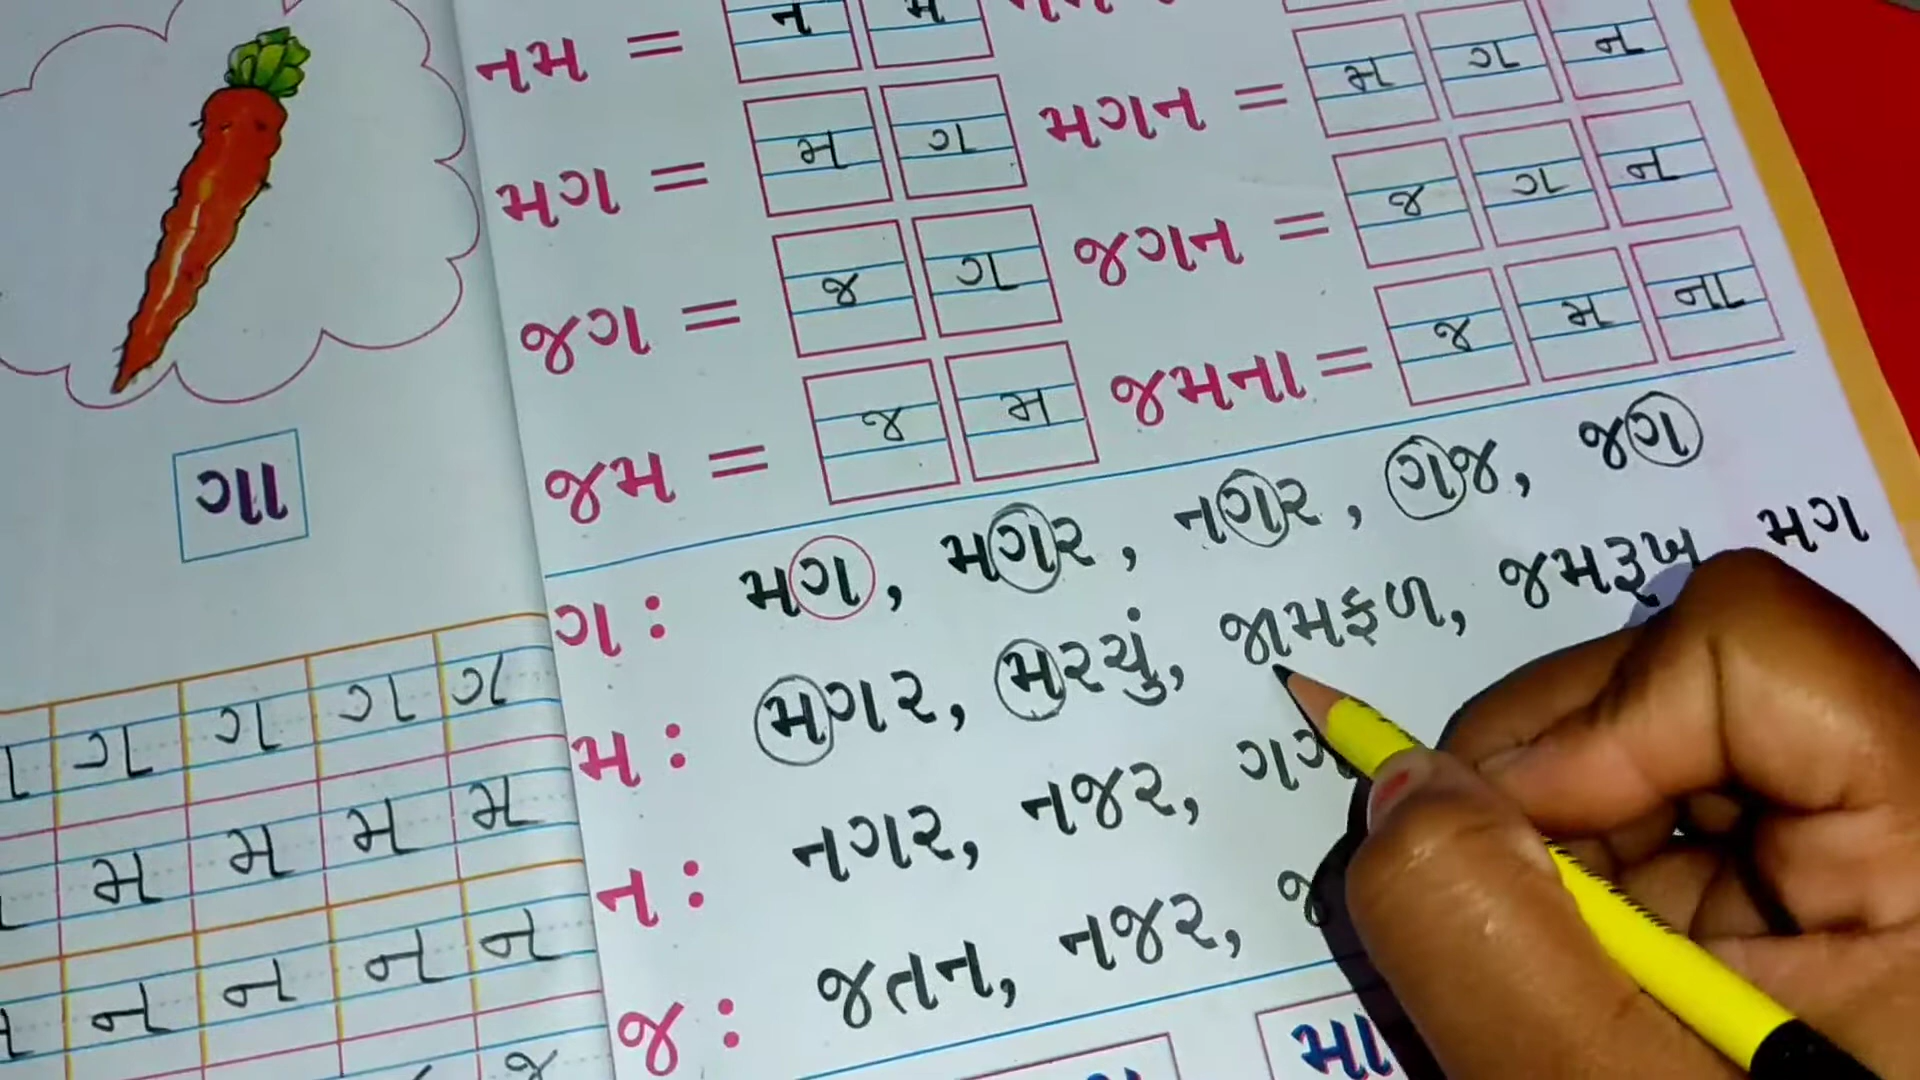 નમ = ન મ
મગ = મ ગ મગન = મ ગ ન
જગ = જ ગ જગન = જ ગ ન
જમ = જ મ જમના = જ મ ના
ગ : મગ, મગર, નગર, ગજ, જગ
મ : મગર, મરચું, જામફળ, જમરૂખ મગ
ન : નગર, નજર,
જ : જતન, નજર,
મા
ગા
ગ ગ ગ ગ
મ મ મ મ
ન ન ન ન
જ